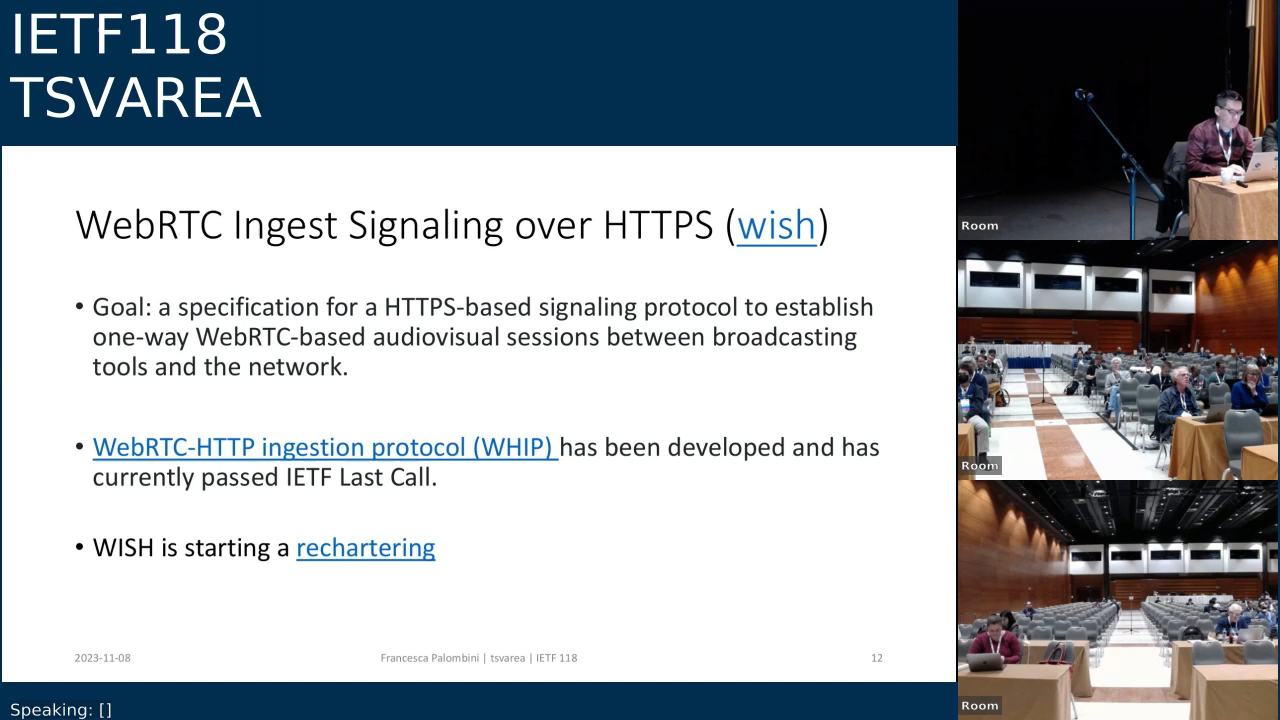 IETF118
TSVAREA
WebRTC Ingest Signaling over HTTPS (wish)
• Goal: a specification for a HTTPS-based signaling protocol to establish
one-way WebRTC-based audiovisual sessions between broadcasting
tools and the network.
• WebRTC-HTTP ingestion protocol (WHIP) has been developed and has
currently passed IETF Last Call.
• WISH is starting a rechartering
2023-11-08
Francesca Palombini | tsvarea | IETF 118
12
Speaking: []
Room
Room
Room